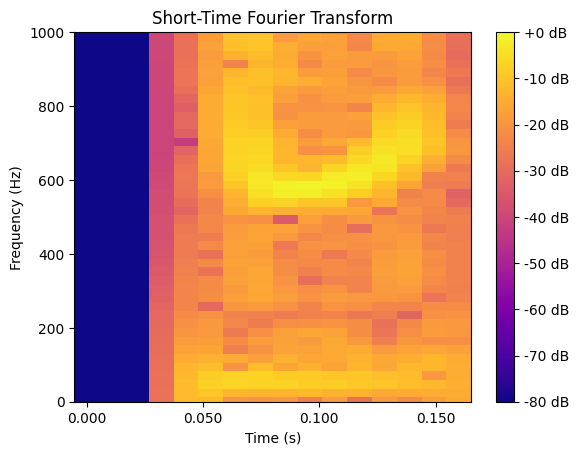 Short-Time Fourier Transform
1000
800
600
400
200
0
Frequency (Hz)
0.000
0.050
0.100
0.150
Time (s)
+0 dB
-10 dB
-20 dB
-30 dB
-40 dB
-50 dB
-60 dB
-70 dB
-80 dB